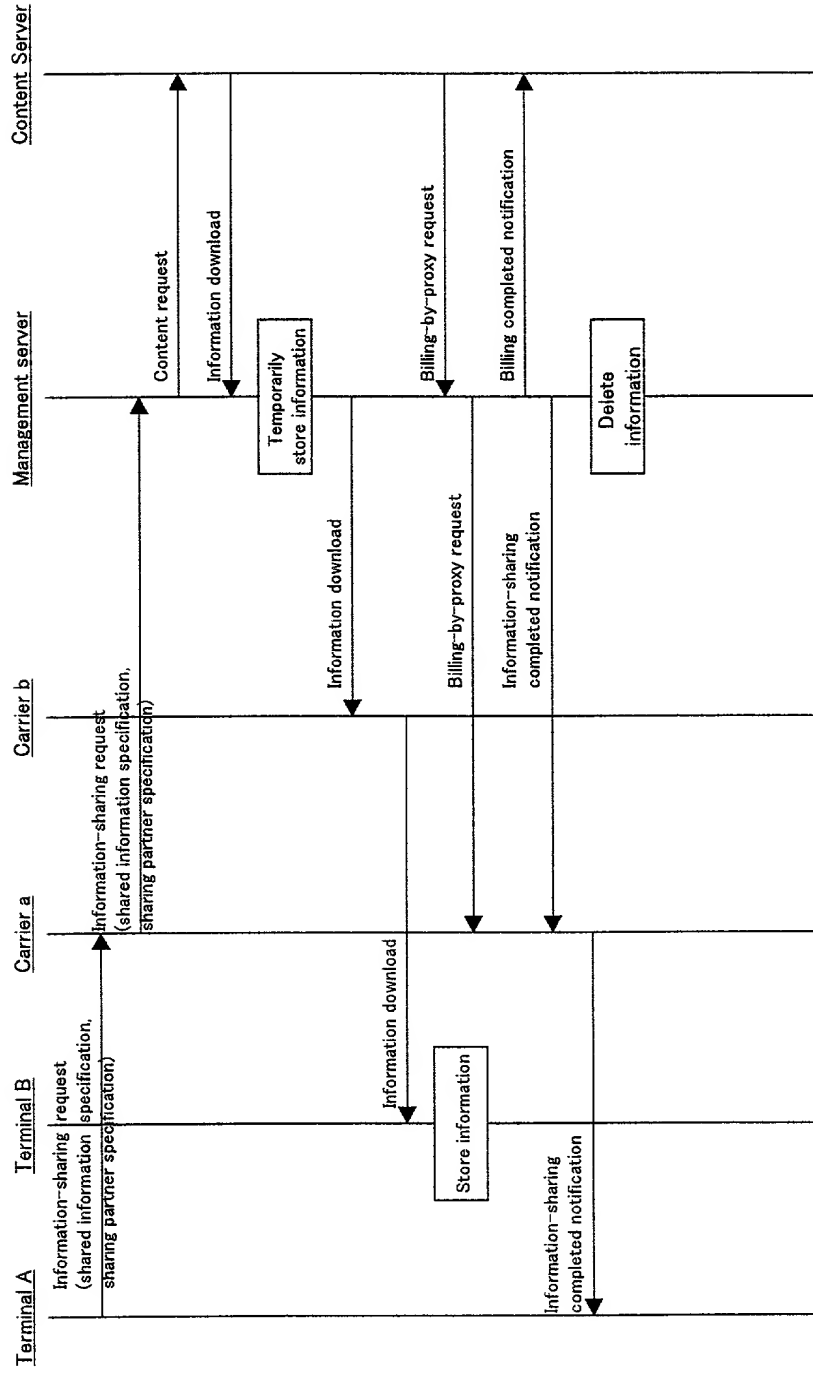 Terminal A
Terminal B
Carrier a
Carrier b
Management server
Content Server
Information-sharing request
(shared information specification,
sharing partner specification)
Information-sharing request
(shared information specification,
sharing partner specification)
Content request
Information download
Temporarily
store information
Information download
Information download
Store information
Billing-by-proxy request
Billing-by-proxy request
Billing completed notification
Information-sharing
completed notification
Information-sharing
completed notification
Delete
information